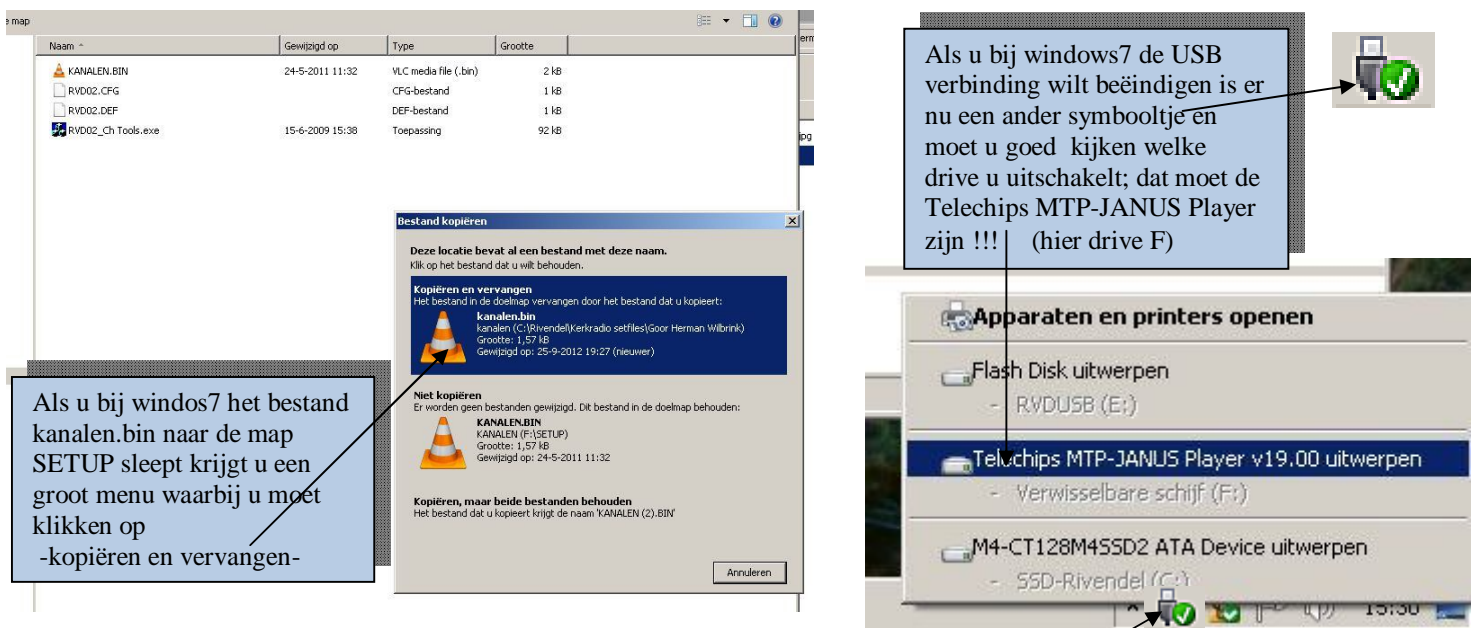 e map
Naam
Gewijzigd op
Type
Grootte
KANALEN.BIN 24-5-2011 11:32 VLC media file (.bin) 2 kB
RVD02.CFG CFG-bestand 1 kB
RVD02.DEF DEF-bestand 1 kB
RVD02_Ch Tools.exe 15-6-2009 15:38 Toepassing 92 kB
Bestand kopiëren
Deze locatie bevat al een bestand met deze naam.
Klik op het bestand dat u wilt behouden.
Kopiëren en vervangen
Het bestand in de doelmap vervangen door het bestand dat u kopieert:
kanalen.bin
kanalen (C:\Rivendel\Kerkradio setfiles\Goor Herman Wilbrink)
Grootte: 1,57 kB
Gewijzigd op: 25-9-2012 19:27 (nieuwer)
Niet kopiëren
Er worden geen bestanden gewijzigd. Dit bestand in de doelmap behouden:
KANALEN.BIN
KANALEN (F:\SETUP)
Grootte: 1,57 kB
Gewijzigd op: 24-5-2011 11:32
Kopiëren, maar beide bestanden behouden
Het bestand dat u kopieert krijgt de naam 'KANALEN (2).BIN'
Annuleren
Als u bij windos7 het bestand
kanalen.bin naar de map
SETUP sleept krijgt u een
groot menu waarbij u moet
klikken op
-kopiëren en vervangen-
Als u bij windows7 de USB
verbinding wilt beëindigen is er
nu een ander symbooltje en
moet u goed kijken welke
drive u uitschakelt; dat moet de
Telechips MTP-JANUS Player
zijn !!! (hier drive F)
Apparaten en printers openen
Flash Disk uitwerpen
- RVDUSB (E:)
Telechips MTP-JANUS Player v19.00 uitwerpen
- Verwisselbare schijf (F:)
M4-CT128M4SSD2 ATA Device uitwerpen
- SSD-Rivendel (C:)
15:30